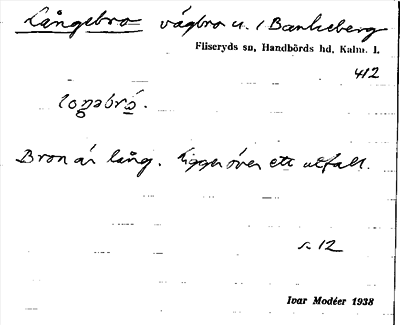 Långebro vägbro u. / Bankeberg
Fliseryds sn, Handbörds hd, Kalm. l.
412
Bron är lång. Ligger över ett utfall.
s. 12
Ivar Modéer 1938